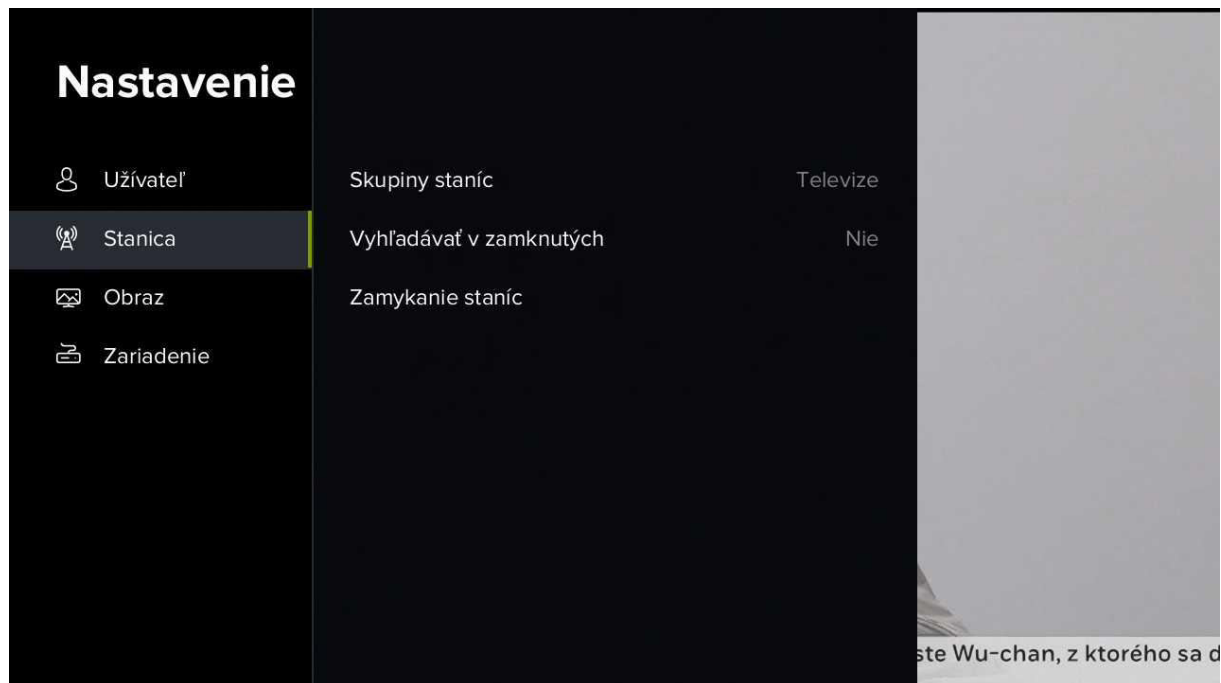 Nastavenie
Užívateľ
Stanica
Obraz
Zariadenie
Skupiny staníc Televize
Vyhľadávať v zamknutých Nie
Zamykanie staníc
ste Wu-chan, z ktorého sa d